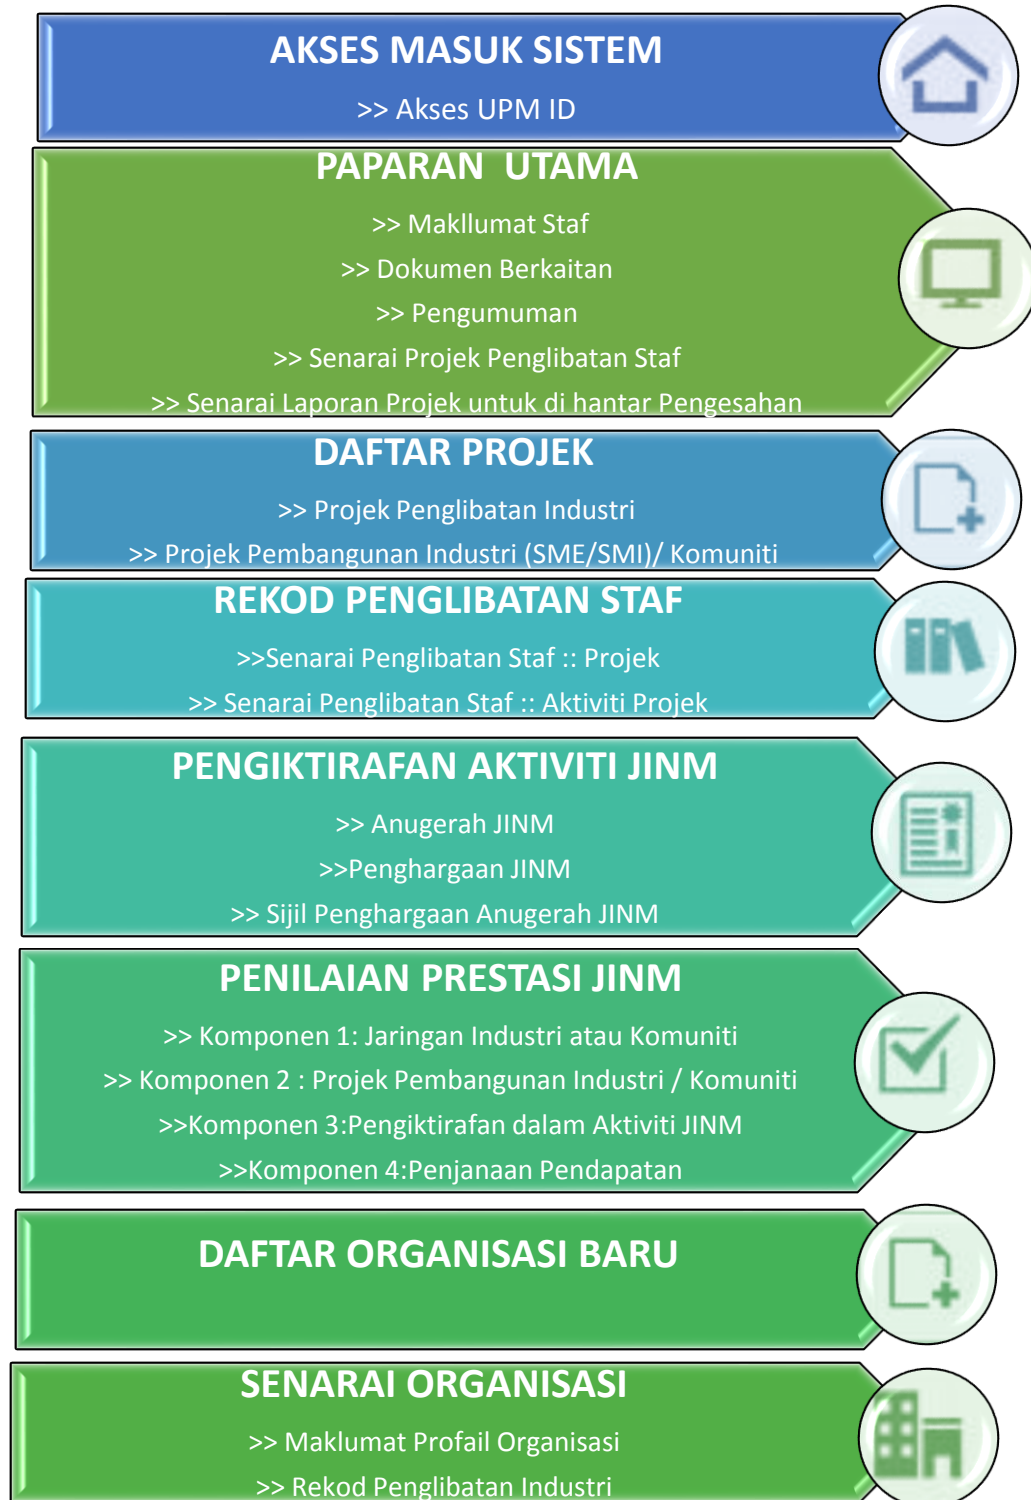 AKSES MASUK SISTEM
>> Akses UPM ID
PAPARAN UTAMA
>> Makllumat Staf
>> Dokumen Berkaitan
>> Pengumuman
>> Senarai Projek Penglibatan Staf
>> Senarai Laporan Projek untuk di hantar Pengesahan
DAFTAR PROJEK
>> Projek Penglibatan Industri
>> Projek Pembangunan Industri (SME/SMI)/ Komuniti
REKOD PENGLIBATAN STAF
>>Senarai Penglibatan Staf :: Projek
>> Senarai Penglibatan Staf :: Aktiviti Projek
PENGIKTIRAFAN AKTIVITI JINM
>> Anugerah JINM
>>Penghargaan JINM
>> Sijil Penghargaan Anugerah JINM
PENILAIAN PRESTASI JINM
>> Komponen 1: Jaringan Industri atau Komuniti
>> Komponen 2 : Projek Pembangunan Industri / Komuniti
>>Komponen 3:Pengiktirafan dalam Aktiviti JINM
>>Komponen 4:Penjanaan Pendapatan
DAFTAR ORGANISASI BARU
SENARAI ORGANISASI
>> Maklumat Profail Organisasi
>> Rekod Penglibatan Industri